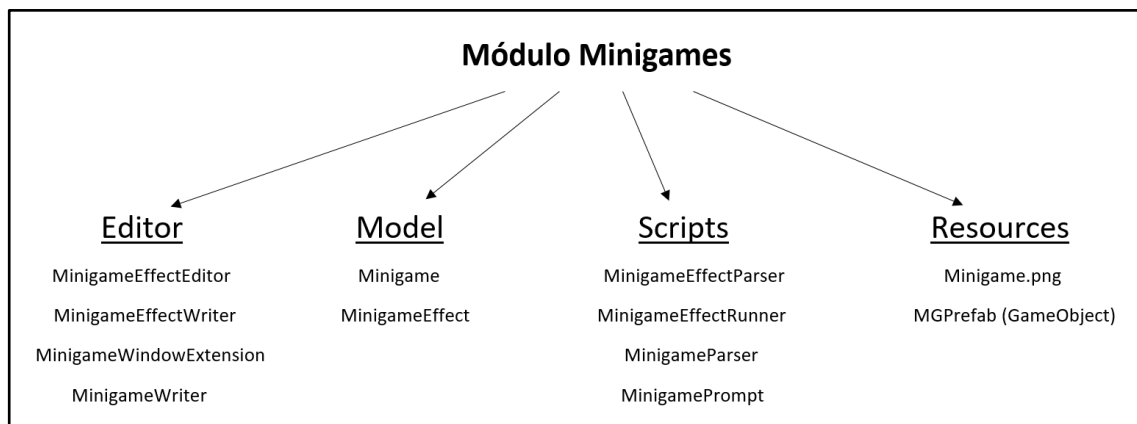 Módulo Minigames
Editor
MinigameEffectEditor
MinigameEffectWriter
MinigameWindowExtension
MinigameWriter
Model
Minigame
MinigameEffect
Scripts
MinigameEffectParser
MinigameEffectRunner
MinigameParser
MinigamePrompt
Resources
Minigame.png
MGPrefab (GameObject)